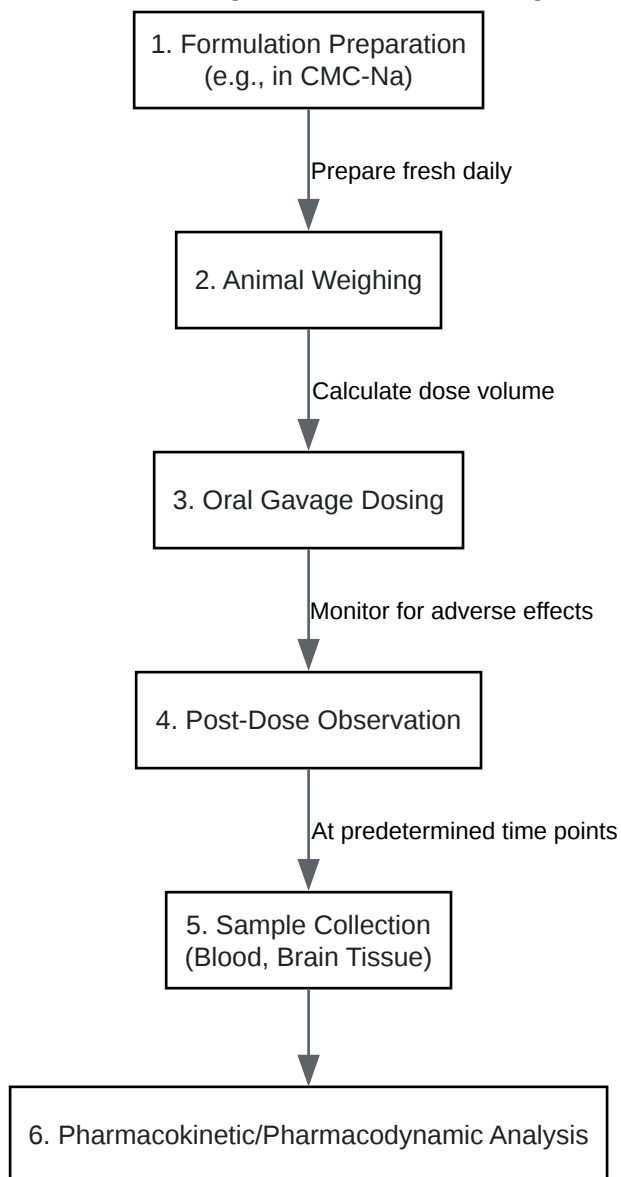 1. Formulation Preparation
(e.g., in CMC-Na)
Prepare fresh daily
2. Animal Weighing
Calculate dose volume
3. Oral Gavage Dosing
Monitor for adverse effects
4. Post-Dose Observation
At predetermined time points
5. Sample Collection
(Blood, Brain Tissue)
6. Pharmacokinetic/Pharmacodynamic Analysis